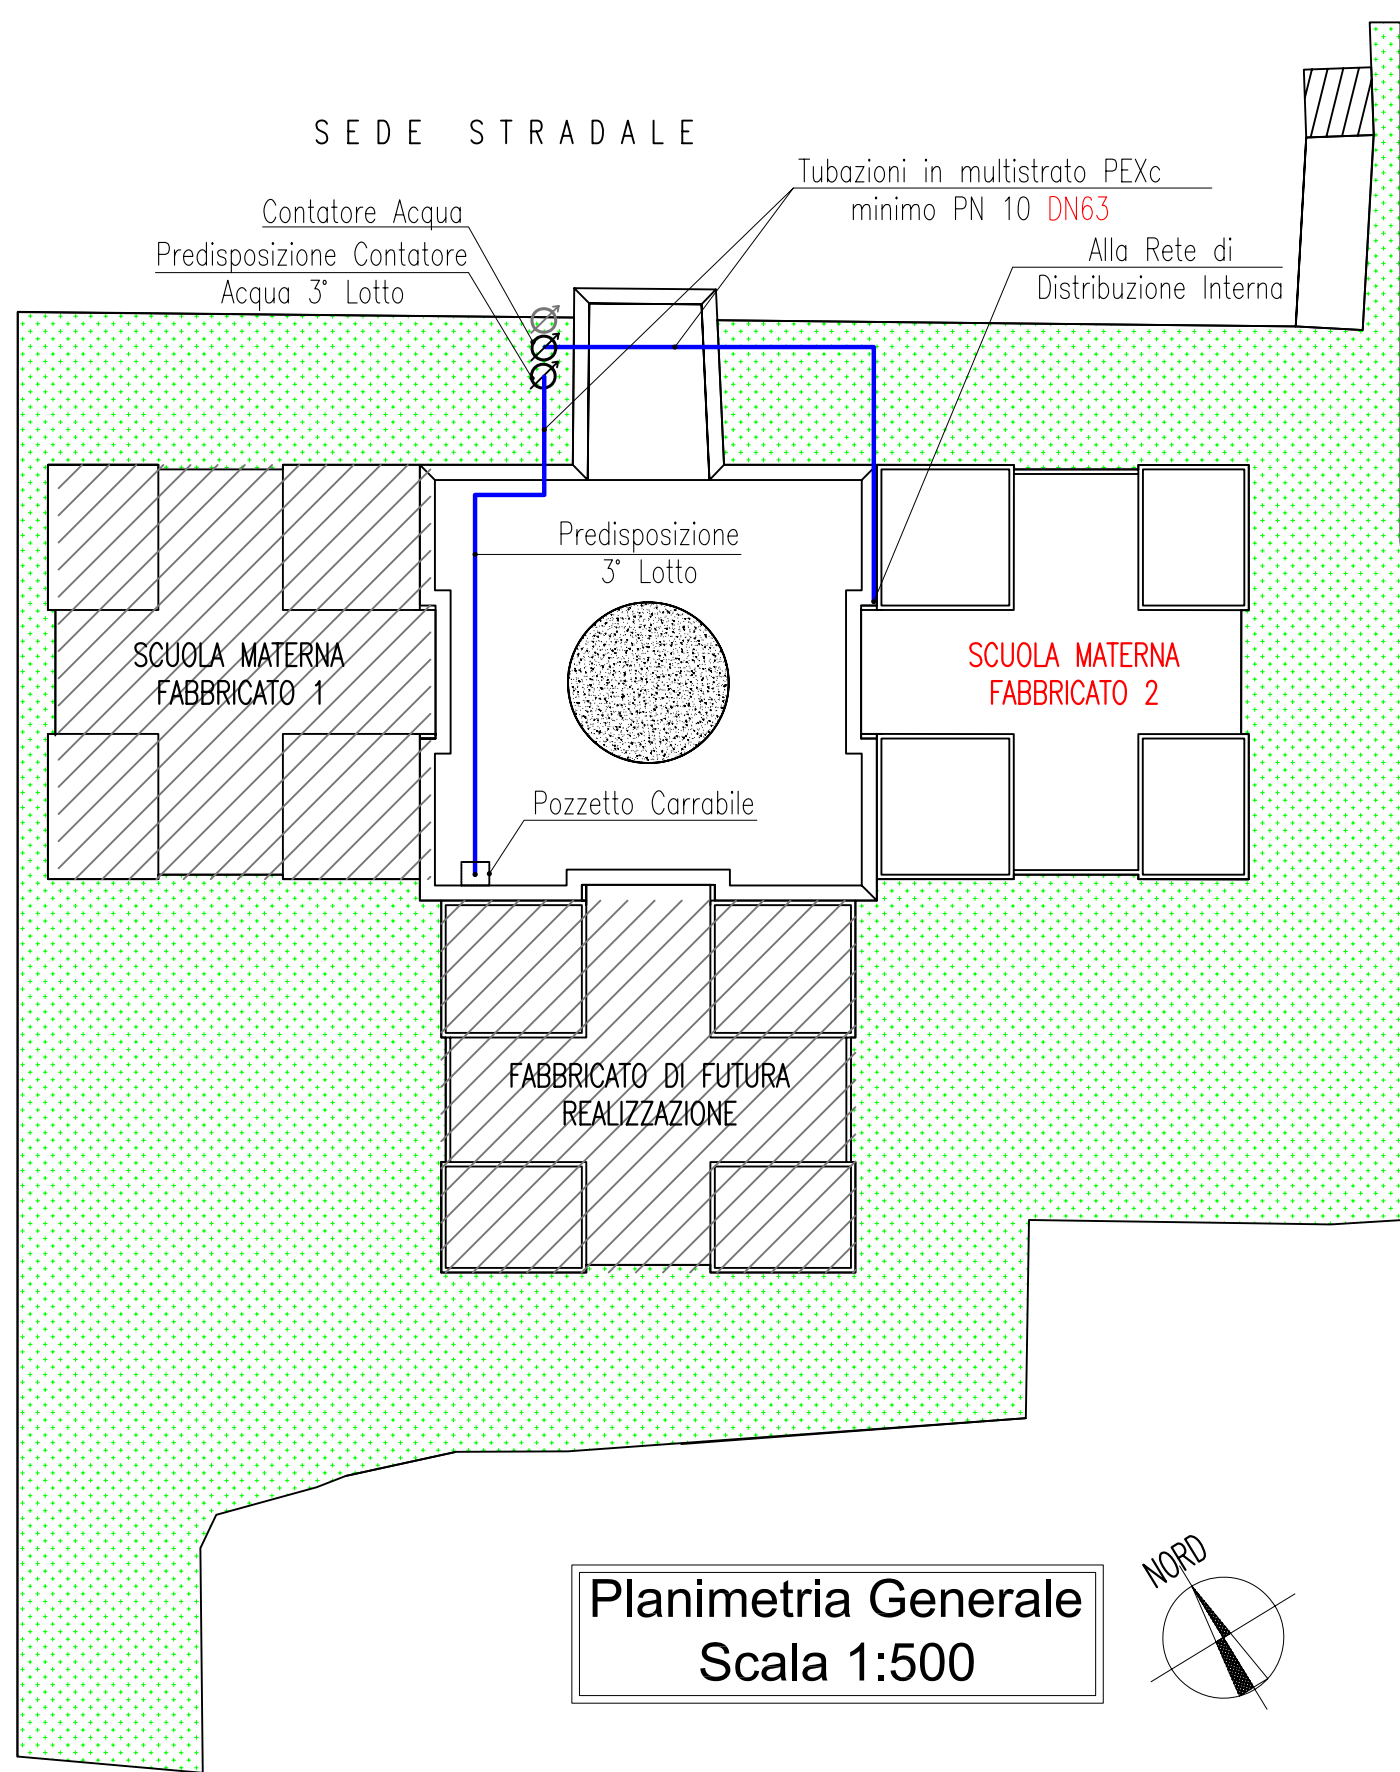 SEDE STRADALE
Tubazioni in multistrato PEXc
minimo PN 10 DN63
Contatore Acqua
Predisposizione Contatore
Acqua 3° Lotto
Alla Rete di
Distribuzione Interna
Predisposizione
3° Lotto
SCUOLA MATERNA
FABBRICATO 1
SCUOLA MATERNA
FABBRICATO 2
Pozzetto Carrabile
FABBRICATO DI FUTURA
REALIZZAZIONE
NORD
Planimetria Generale
Scala 1:500